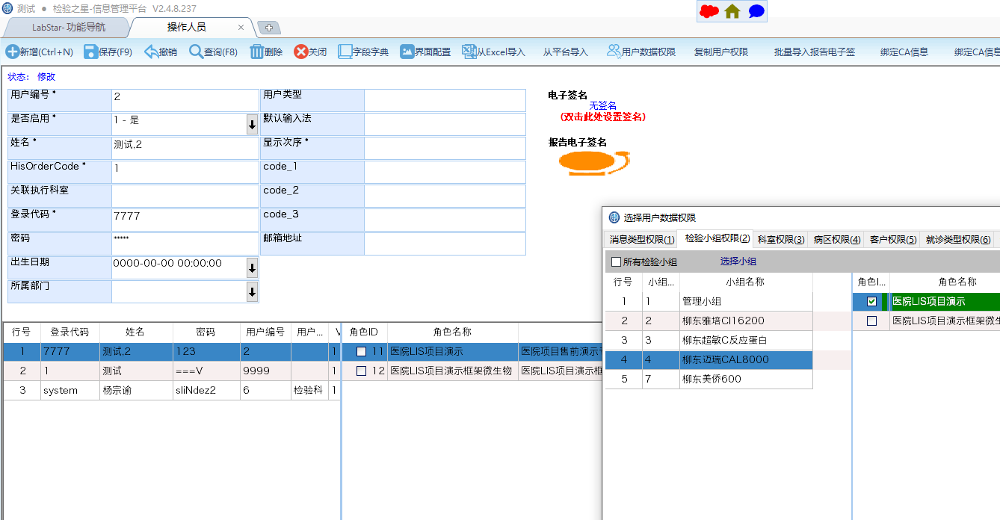 测试 ● 检验之星-信息管理平台 V2.4.8.237
LabStar- 功能导航 操作人员 ×
新增(Ctrl+N) 保存(F9) 撤销 查询(F8) 删除 关闭 字段字典 界面配置 从Excel导入 从平台导入 用户数据权限 复制用户权限 批量导入报告电子签 绑定CA信息 绑定CA信息
状态： 修改
用户编号 * 2 用户类型
是否启用 * 1 - 是 默认输入法
姓名 * 测试,2 显示次序 *
HisOrderCode * 1 code_1
关联执行科室 code_2
登录代码 * 7777 code_3
密码 ***** 邮箱地址
出生日期 0000-00-00 00:00:00
所属部门
电子签名
无签名
(双击此处设置签名)
报告电子签名
行号 登录代码 姓名 密码 用户编号 用户... V
1 7777 测试,2 123 2 1
2 1 测试 ===V 9999 1
3 system 杨宗谕 sliNdez2 6 检验科 1
角色ID 角色名称
11 医院LIS项目演示 医院项目售前演示
12 医院LIS项目演示框架微生物 医院LIS项目演示框
选择用户数据权限
消息类型权限(1) 检验小组权限(2) 科室权限(3) 病区权限(4) 客户权限(5) 就诊类型权限(6)
所有检验小组 选择小组
行号 小组... 小组名称
1 1 管理小组
2 2 柳东雅培CI16200
3 3 柳东超敏C反应蛋白
4 4 柳东迈瑞CAL8000
5 7 柳东美侨600
角色I... 角色名称
医院LIS项目演示
医院LIS项目演示框架微生